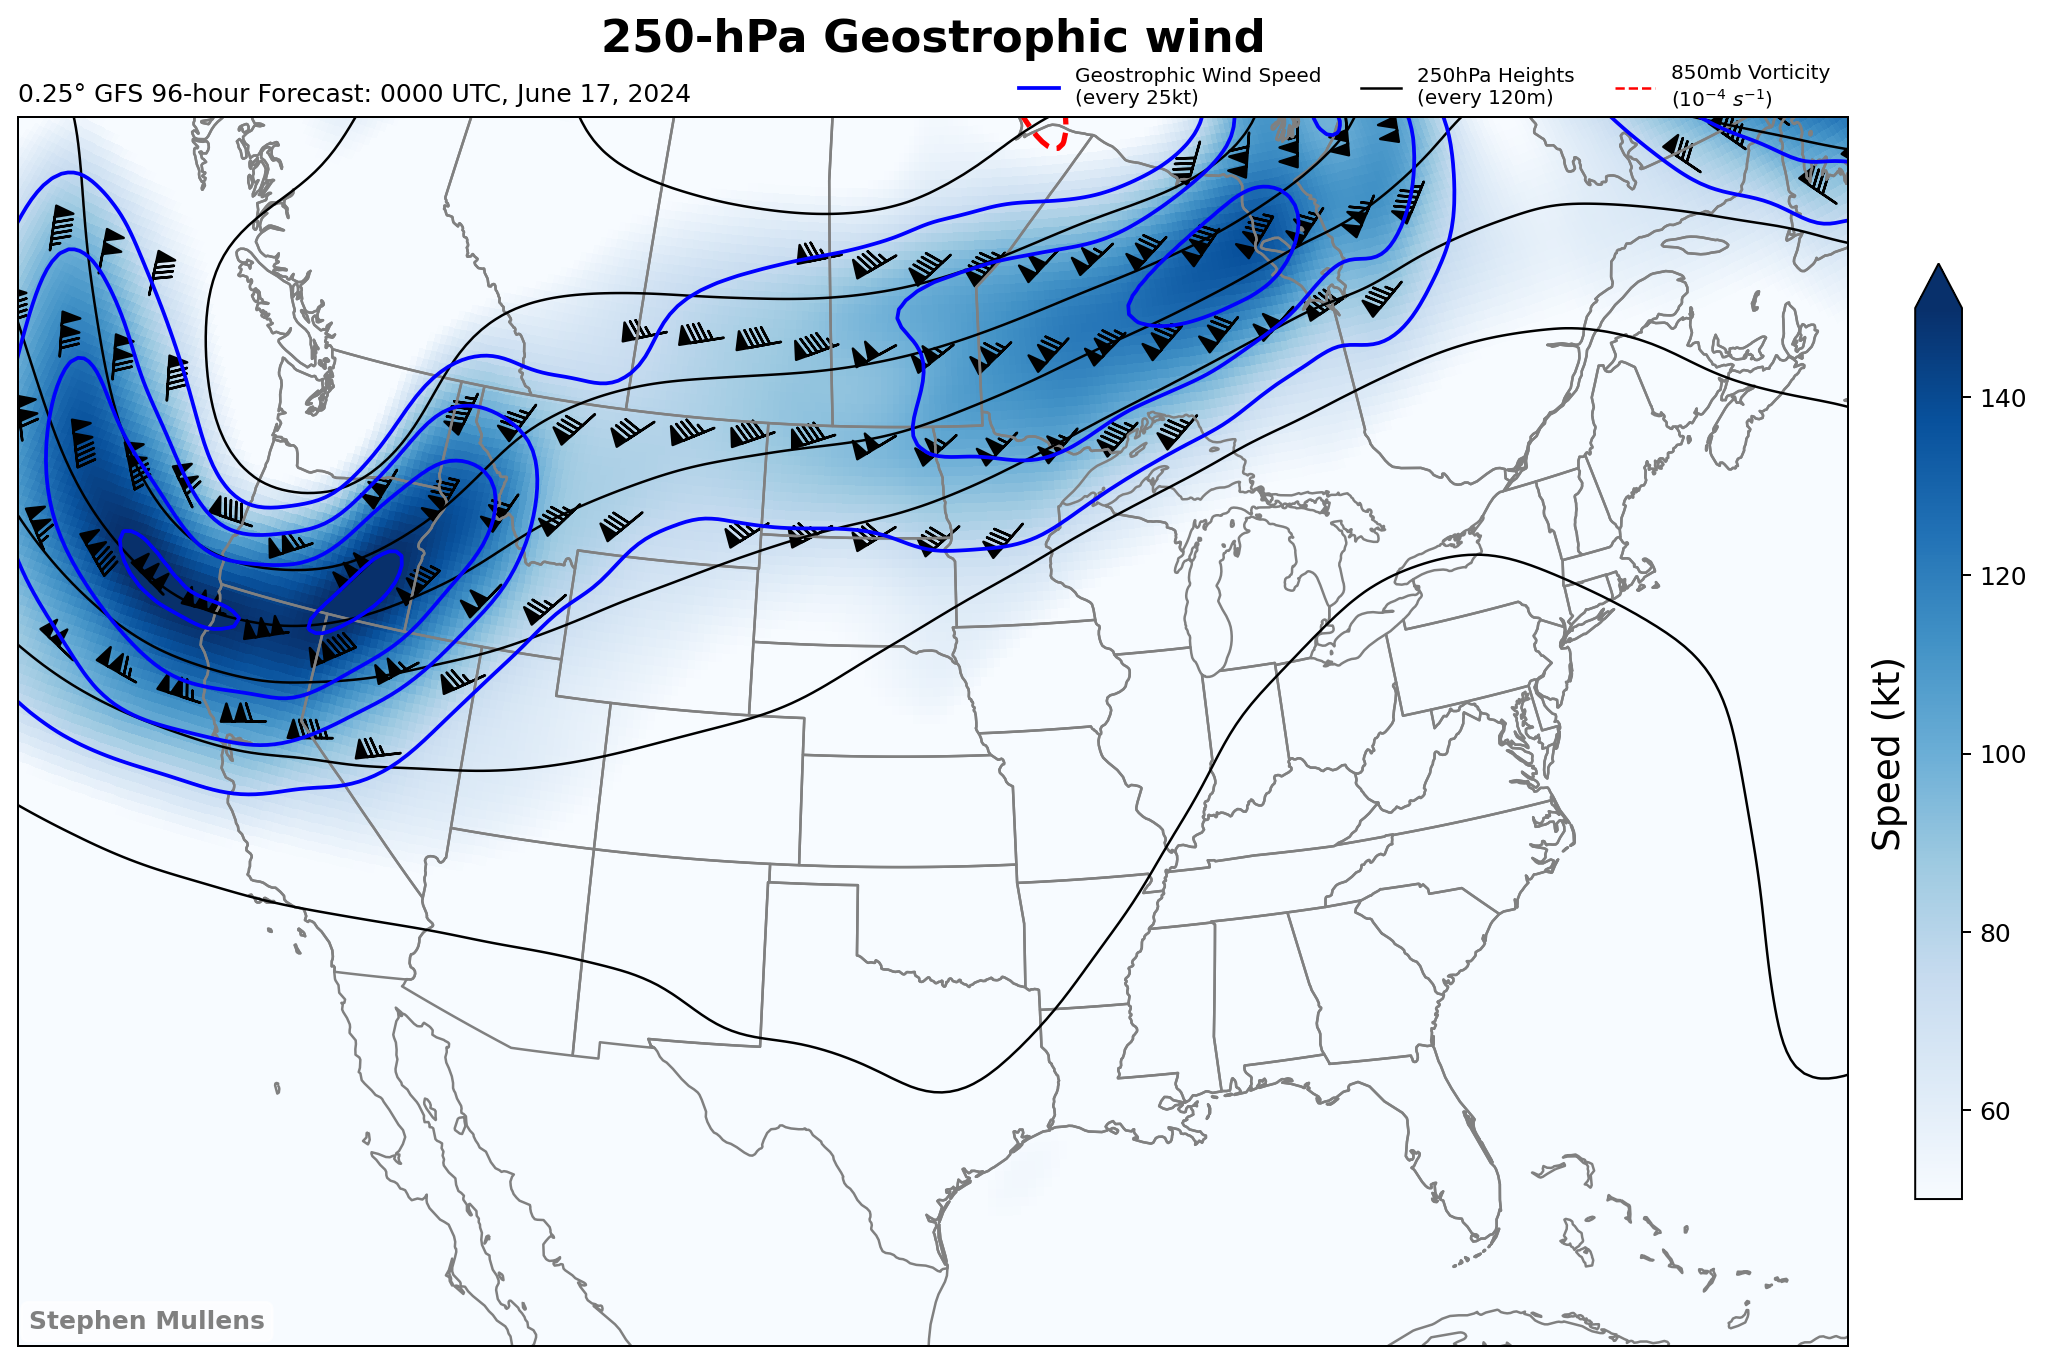 250-hPa Geostrophic wind
0.25° GFS 96-hour Forecast: 0000 UTC, June 17, 2024
Geostrophic Wind Speed
(every 25kt)
250hPa Heights
(every 120m)
850mb Vorticity
(10⁻⁴ s⁻¹)
140
120
100
80
60
Speed (kt)
Stephen Mullens